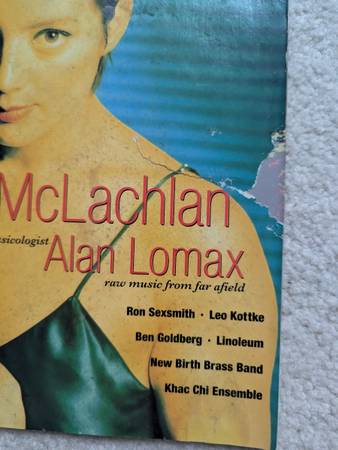 McLachlan
sicologist Alan Lomax
raw music from far afield
Ron Sexsmith · Leo Kottke
Ben Goldberg · Linoleum
New Birth Brass Band
Khac Chi Ensemble